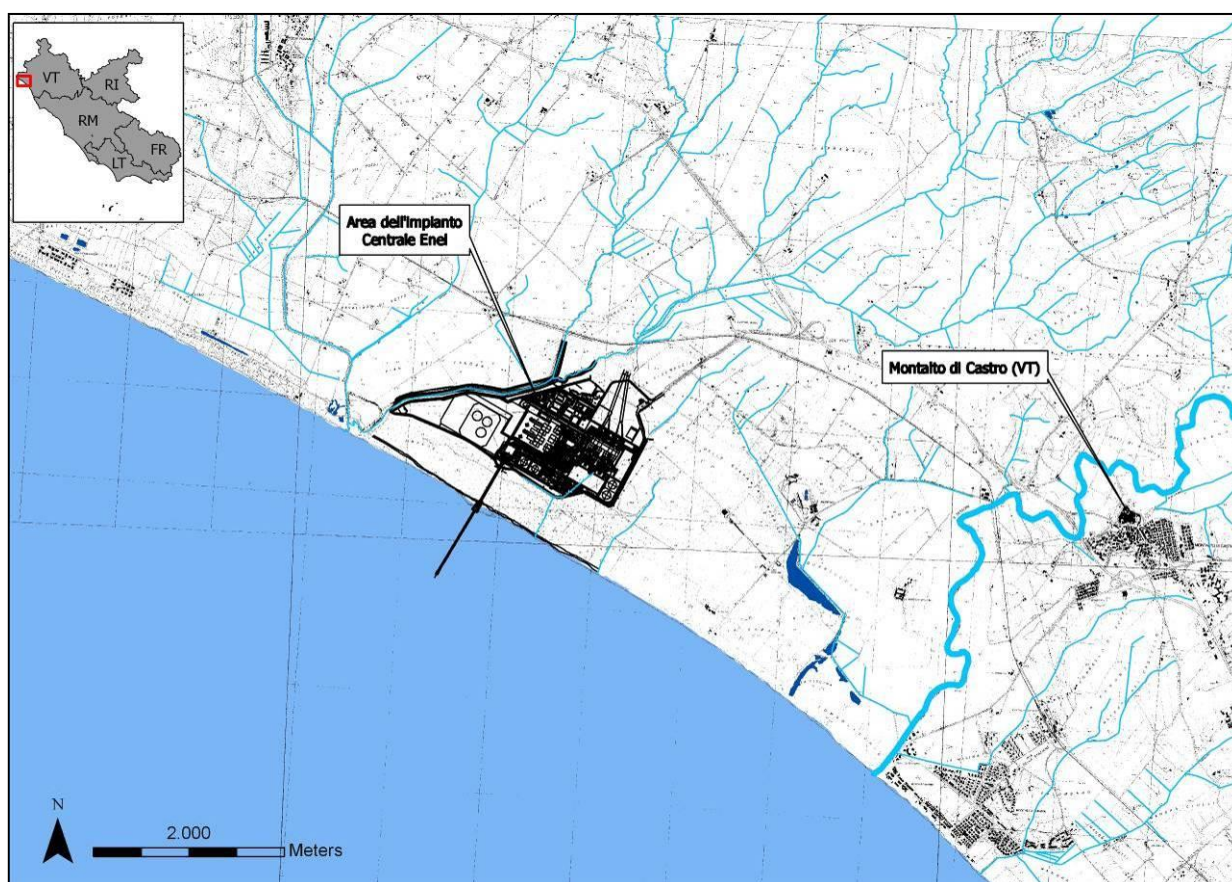 VT
RI
RM
FR
LT
Area dell'Impianto
Centrale Enel
Montalto di Castro (VT)
N
2.000
Meters